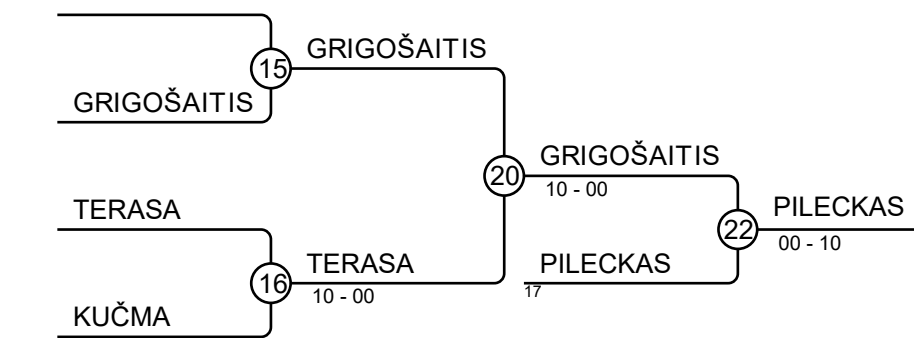 GRIGOŠAITIS
15
GRIGOŠAITIS
GRIGOŠAITIS
20
10 - 00
TERASA
PILECKAS
22
00 - 10
TERASA
16
10 - 00
PILECKAS
17
KUČMA